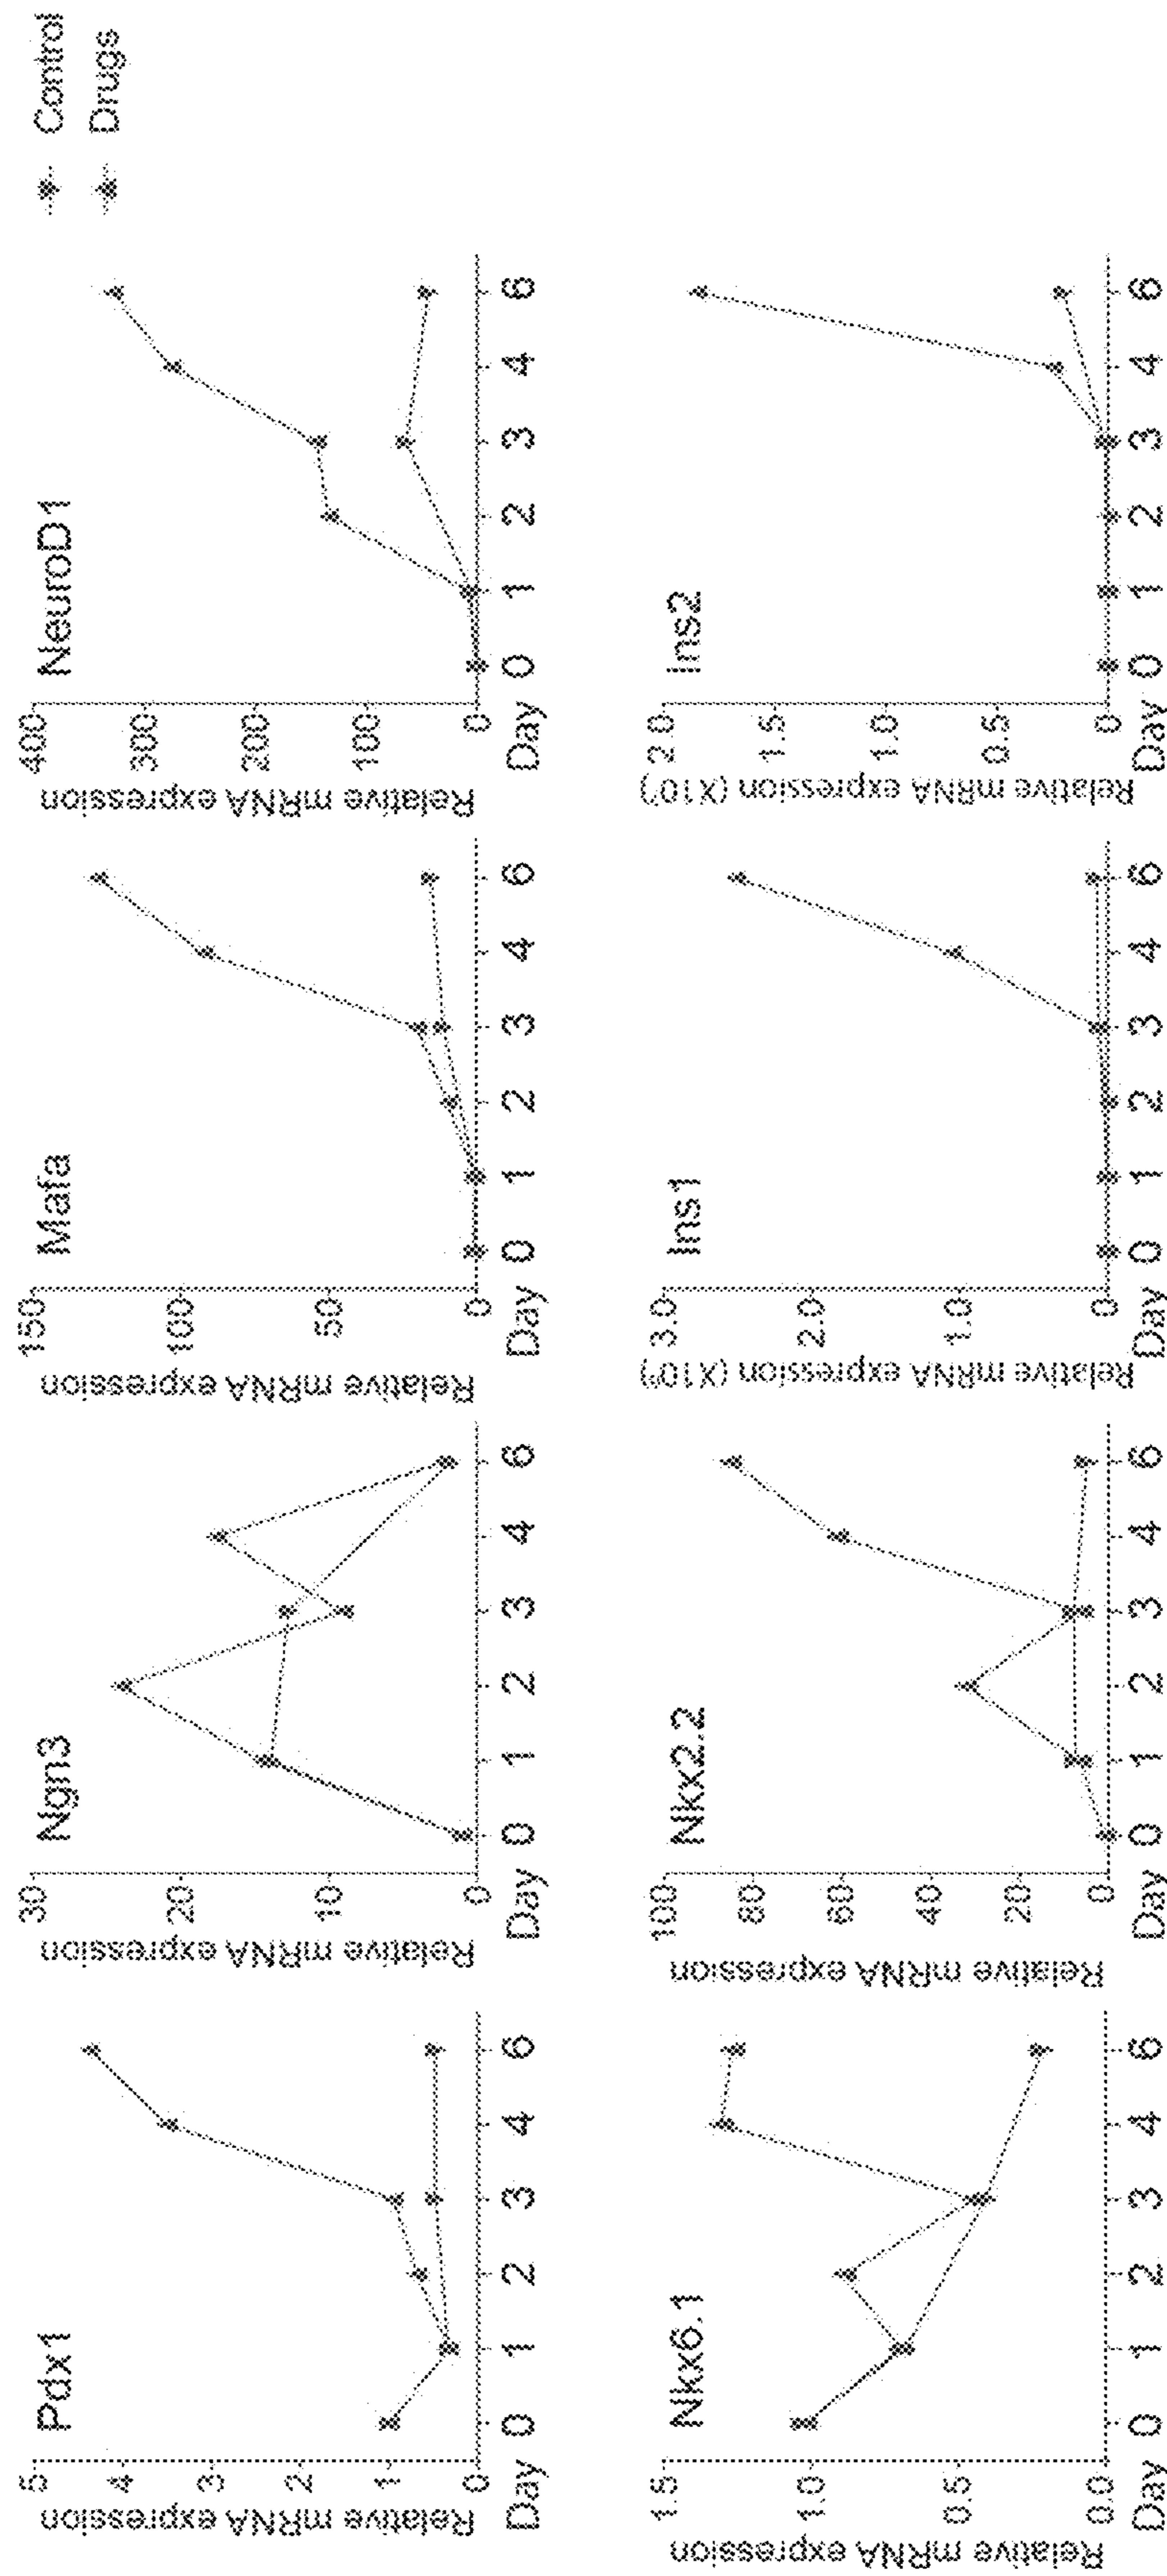 Control
Drugs
Pdx1
Relative mRNA expression
5
4
3
2
1
0
Day 0 1 2 3 4 6
Ngn3
Relative mRNA expression
30
20
10
0
Day 0 1 2 3 4 6
Mafa
Relative mRNA expression
150
100
50
0
Day 0 1 2 3 4 6
NeuroD1
Relative mRNA expression
400
300
200
100
0
Day 0 1 2 3 4 6
Nkx6.1
Relative mRNA expression
1.5
1.0
0.5
0.0
Day 0 1 2 3 4 6
Nkx2.2
Relative mRNA expression
100
80
60
40
20
0
Day 0 1 2 3 4 6
Ins1
Relative mRNA expression
3.0
2.0
1.0
0
Day 0 1 2 3 4 6
Ins2
Relative mRNA expression
2.0
1.5
1.0
0.5
0
Day 0 1 2 3 4 6